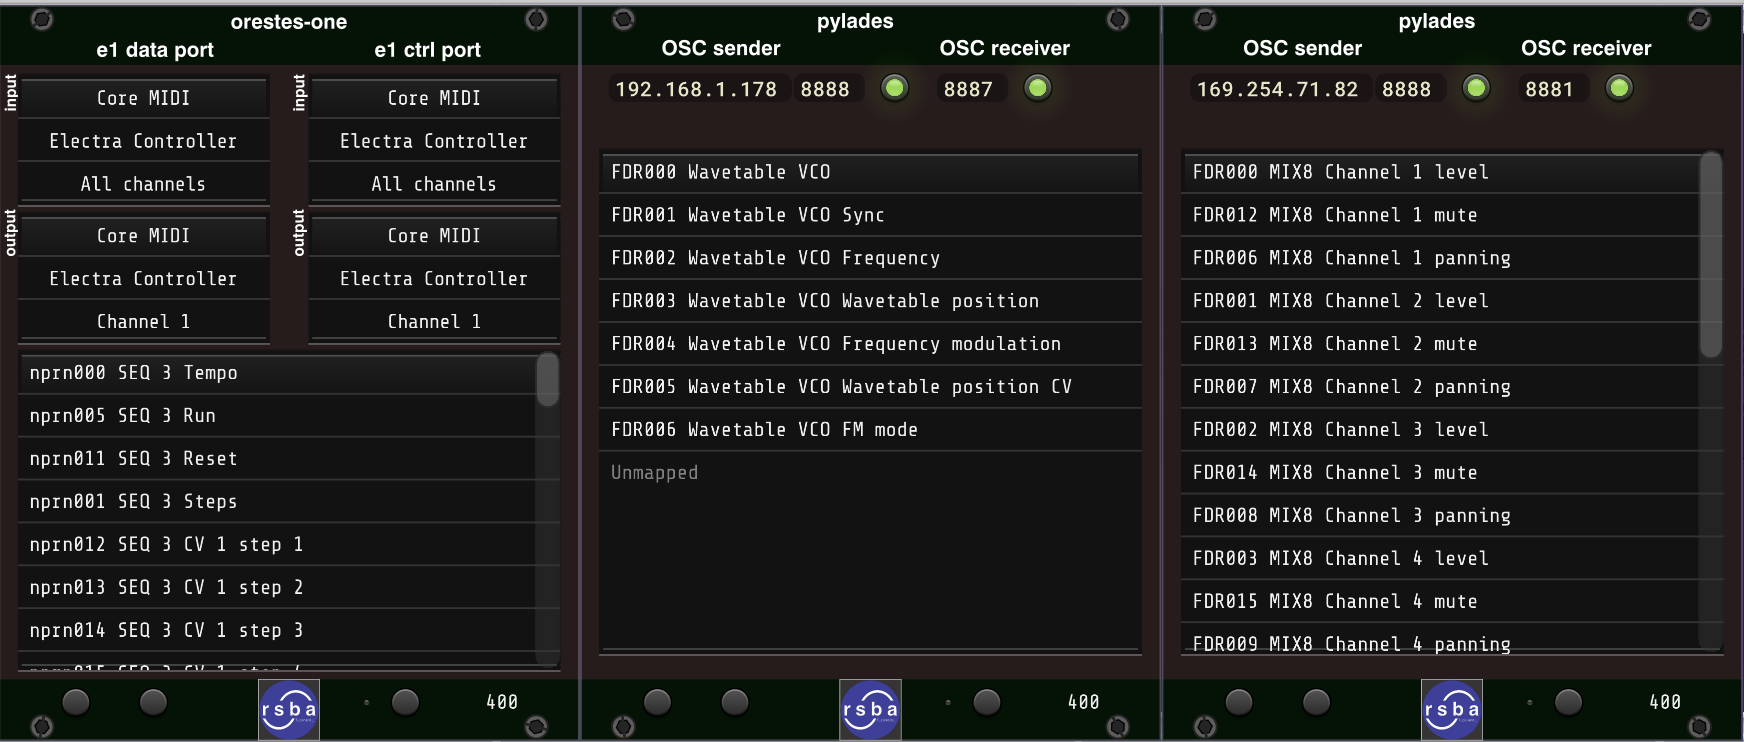 orestes-one
e1 data port
e1 ctrl port
input
Core MIDI
Electra Controller
All channels
input
Core MIDI
Electra Controller
All channels
output
Core MIDI
Electra Controller
Channel 1
output
Core MIDI
Electra Controller
Channel 1
nprn000 SEQ 3 Tempo
nprn005 SEQ 3 Run
nprn011 SEQ 3 Reset
nprn001 SEQ 3 Steps
nprn012 SEQ 3 CV 1 step 1
nprn013 SEQ 3 CV 1 step 2
nprn014 SEQ 3 CV 1 step 3
nprn015 SEQ 3 CV 1 step 4
rsba
400
pylades
OSC sender
OSC receiver
192.168.1.178 8888
8887
FDR000 Wavetable VCO
FDR001 Wavetable VCO Sync
FDR002 Wavetable VCO Frequency
FDR003 Wavetable VCO Wavetable position
FDR004 Wavetable VCO Frequency modulation
FDR005 Wavetable VCO Wavetable position CV
FDR006 Wavetable VCO FM mode
Unmapped
rsba
400
pylades
OSC sender
OSC receiver
169.254.71.82 8888
8881
FDR000 MIX8 Channel 1 level
FDR012 MIX8 Channel 1 mute
FDR006 MIX8 Channel 1 panning
FDR001 MIX8 Channel 2 level
FDR013 MIX8 Channel 2 mute
FDR007 MIX8 Channel 2 panning
FDR002 MIX8 Channel 3 level
FDR014 MIX8 Channel 3 mute
FDR008 MIX8 Channel 3 panning
FDR003 MIX8 Channel 4 level
FDR015 MIX8 Channel 4 mute
FDR009 MIX8 Channel 4 panning
rsba
400